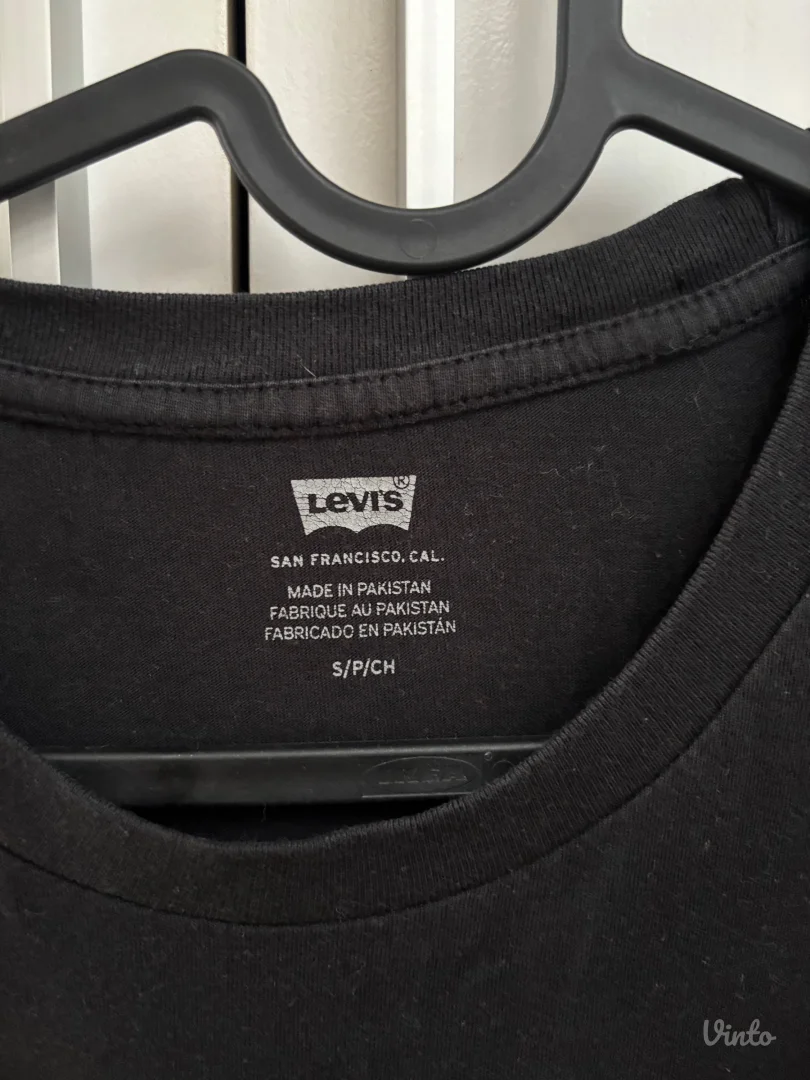 LEVI'S®
SAN FRANCISCO, CAL.
MADE IN PAKISTAN
FABRIQUE AU PAKISTAN
FABRICADO EN PAKISTÁN
S/P/CH
Vinto